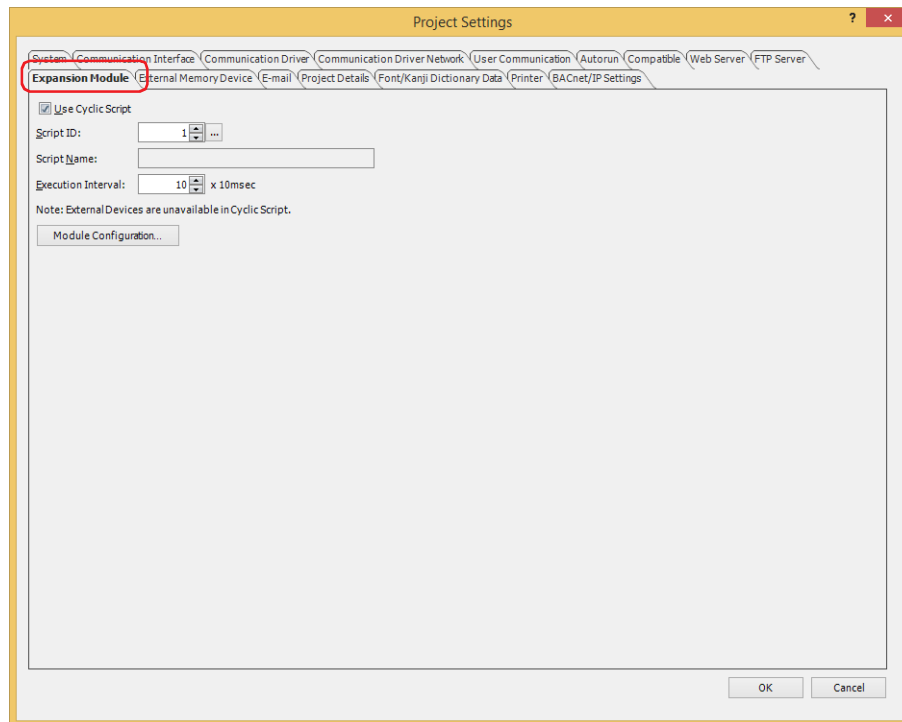 Project Settings
? ×
System Communication Interface Communication Driver Communication Driver Network User Communication Autorun Compatible Web Server FTP Server
Expansion Module External Memory Device E-mail Project Details Font/Kanji Dictionary Data Printer BACnet/IP Settings
Use Cyclic Script
Script ID: 1 ...
Script Name:
Execution Interval: 10 x 10msec
Note: External Devices are unavailable in Cyclic Script.
Module Configuration...
OK Cancel